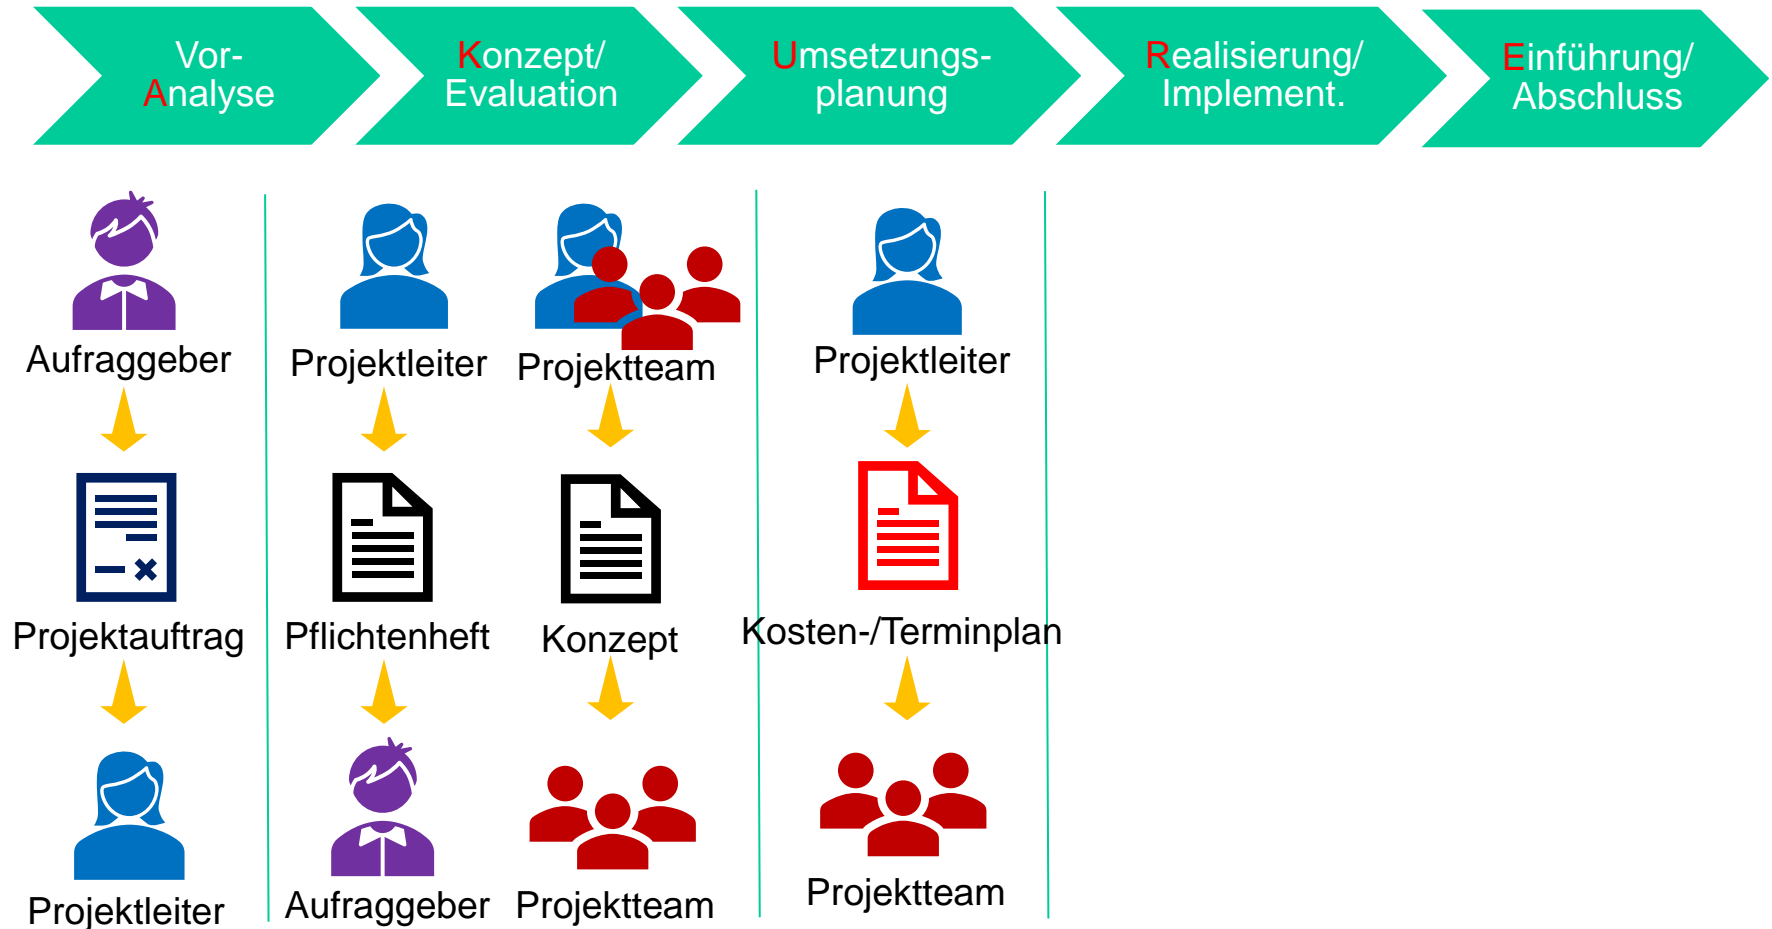 Vor-
Analyse
Konzept/
Evaluation
Umsetzungs-
planung
Realisierung/
Implement.
Einführung/
Abschluss
Aufraggeber
Projektleiter
Projektteam
Projektleiter
Projektauftrag
Pflichtenheft
Konzept
Kosten-/Terminplan
Projektleiter
Aufraggeber
Projektteam
Projektteam